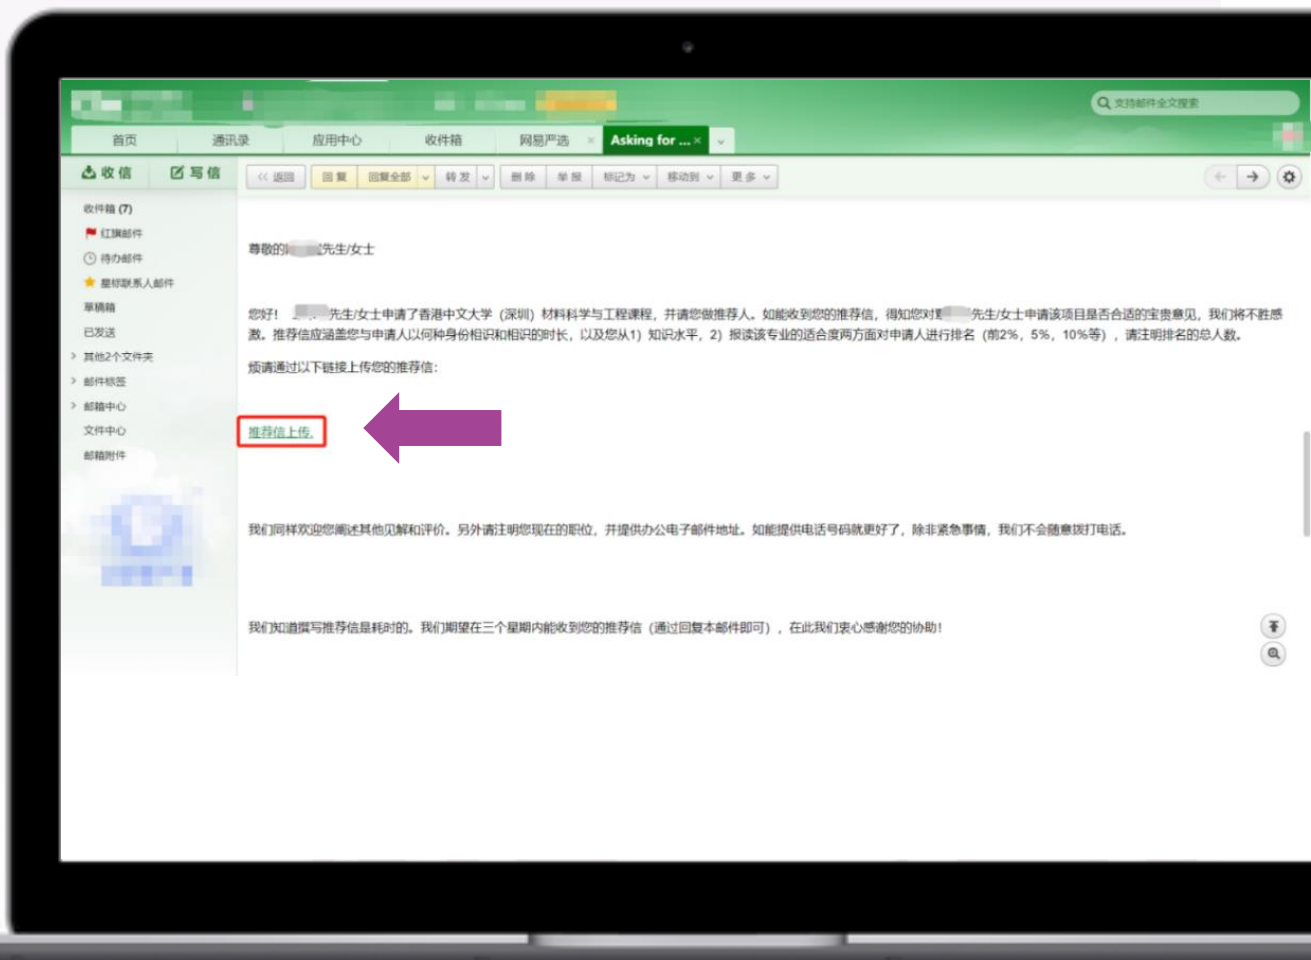 支持邮件全文搜索
首页 通讯录 应用中心 收件箱 网易严选 × Asking for ... ×
收信 写信 << 返回 回复 回复全部 转发 删除 举报 标记为 移动到 更多
收件箱 (7)
红旗邮件
待办邮件
星标联系人邮件
草稿箱
已发送
其他2个文件夹
邮件标签
邮箱中心
文件中心
邮箱附件
尊敬的 先生/女士
您好! 先生/女士申请了香港中文大学 (深圳) 材料科学与工程课程, 并请您做推荐人。如能收到您的推荐信, 得知您对 先生/女士申请该项目是否合适的宝贵意见, 我们将不胜感
激。推荐信应涵盖您与申请人以何种身份相识和相识的时长, 以及您从1) 知识水平, 2) 报读该专业的适合度两方面对申请人进行排名 (前2%, 5%, 10%等) , 请注明排名的总人数。
烦请通过以下链接上传您的推荐信:
推荐信上传.
我们同样欢迎您阐述其他见解和评价。另外请注明您现在的职位, 并提供办公电子邮件地址。如能提供电话号码就更好了, 除非紧急事情, 我们不会随意拨打电话。
我们知道撰写推荐信是耗时的。我们期望在三个星期内能收到您的推荐信 (通过回复本邮件即可) , 在此我们衷心感谢您的协助!